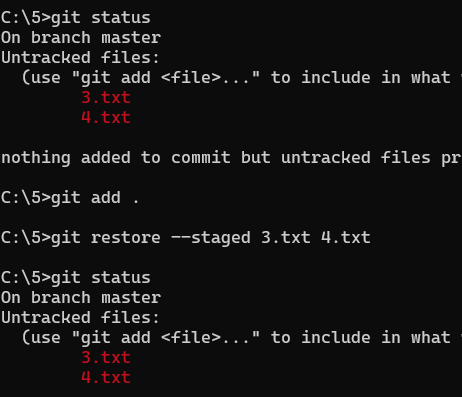 C:\5>git status
On branch master
Untracked files:
(use "git add <file>..." to include in what
3.txt
4.txt
nothing added to commit but untracked files pr
C:\5>git add .
C:\5>git restore --staged 3.txt 4.txt
C:\5>git status
On branch master
Untracked files:
(use "git add <file>..." to include in what
3.txt
4.txt